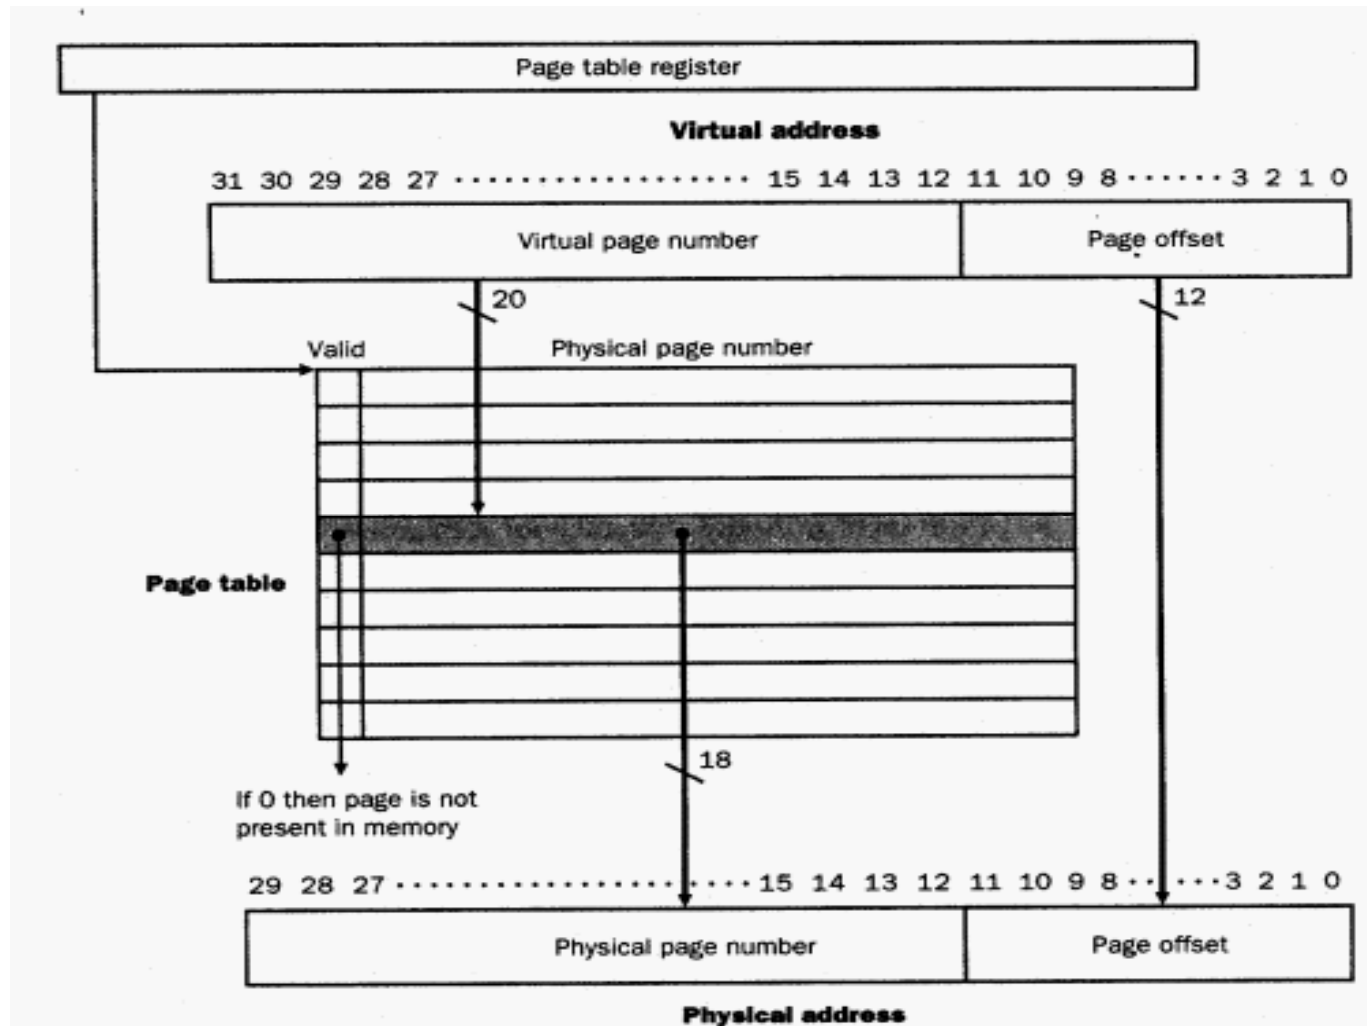 Page table register
Virtual address
31 30 29 28 27 ·················· 15 14 13 12 11 10 9 8 ······ 3 2 1 0
Virtual page number Page offset
20 12
Valid Physical page number
Page table
18
If 0 then page is not
present in memory
29 28 27 ······················ 15 14 13 12 11 10 9 8 ······ 3 2 1 0
Physical page number Page offset
Physical address